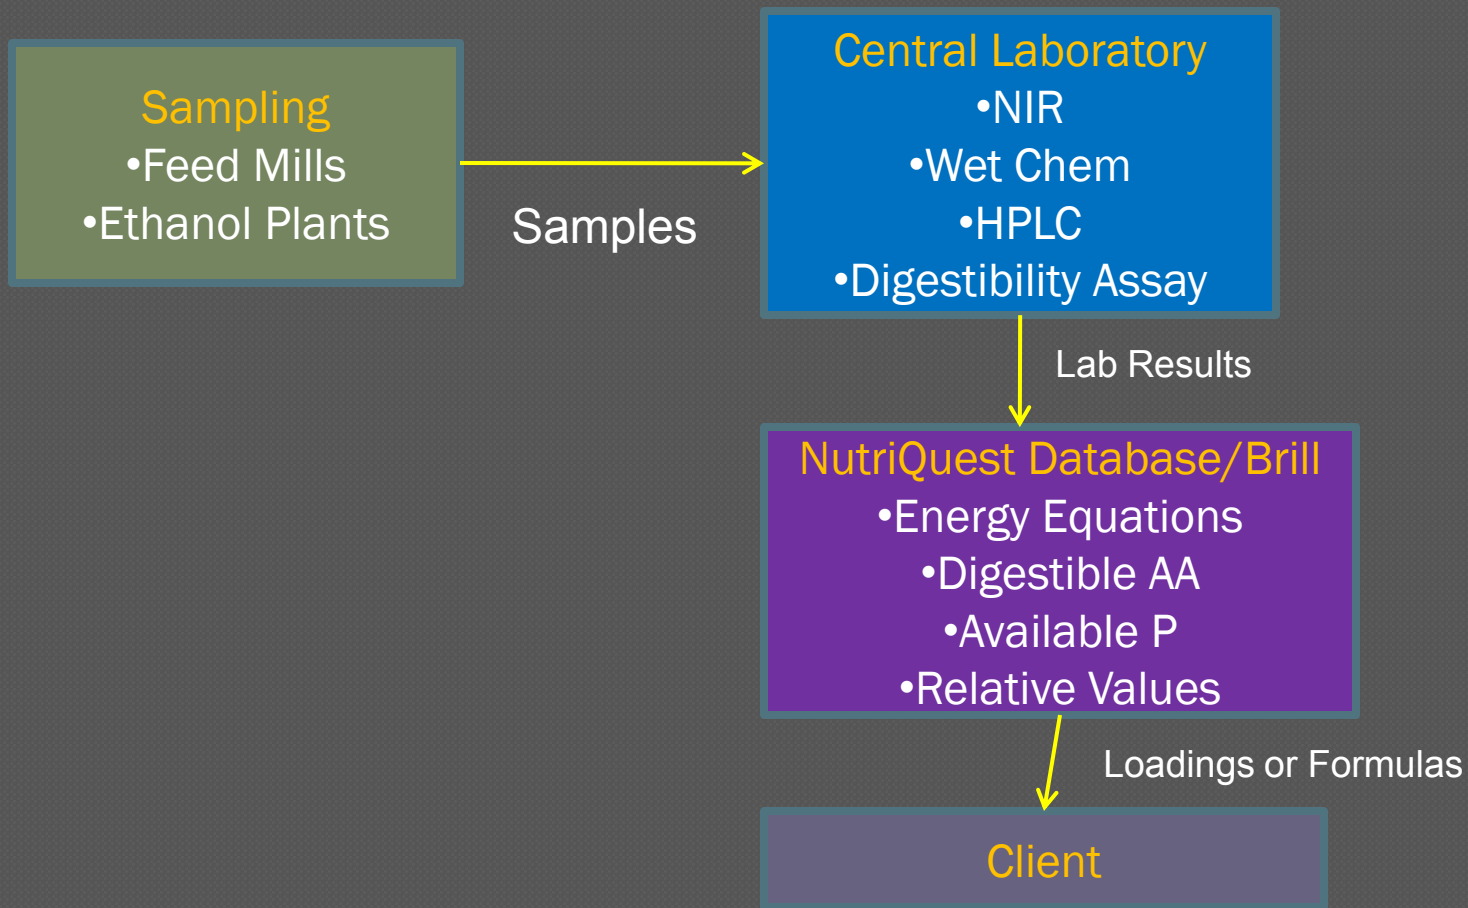 Sampling
•Feed Mills
•Ethanol Plants
Samples
Central Laboratory
•NIR
•Wet Chem
•HPLC
•Digestibility Assay
Lab Results
NutriQuest Database/Brill
•Energy Equations
•Digestible AA
•Available P
•Relative Values
Loadings or Formulas
Client